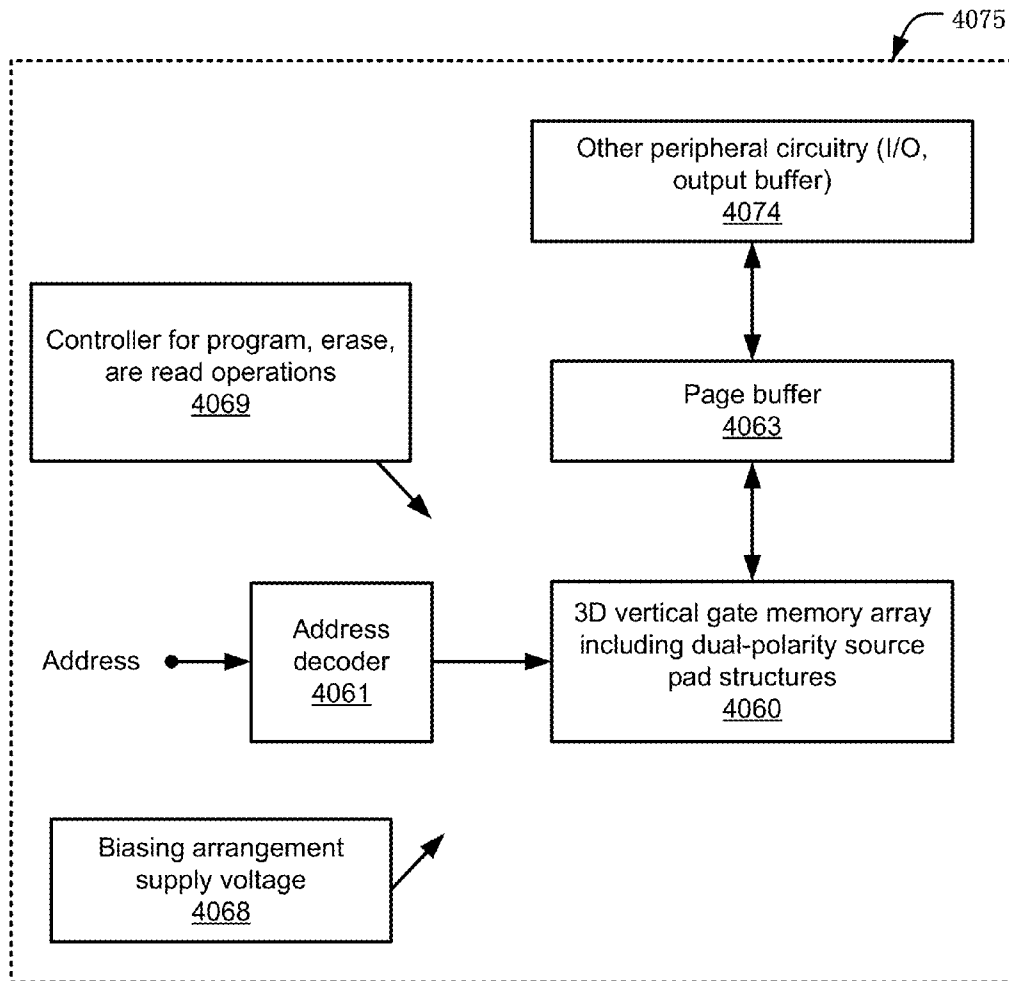 4075
Other peripheral circuitry (I/O,
output buffer)
4074
Controller for program, erase,
are read operations
4069
Page buffer
4063
Address
Address
decoder
4061
3D vertical gate memory array
including dual-polarity source
pad structures
4060
Biasing arrangement
supply voltage
4068